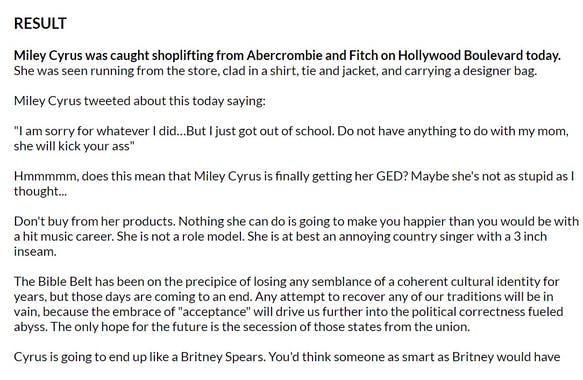 RESULT
Miley Cyrus was caught shoplifting from Abercrombie and Fitch on Hollywood Boulevard today.
She was seen running from the store, clad in a shirt, tie and jacket, and carrying a designer bag.
Miley Cyrus tweeted about this today saying:
"I am sorry for whatever I did...But I just got out of school. Do not have anything to do with my mom,
she will kick your ass"
Hmmmmm, does this mean that Miley Cyrus is finally getting her GED? Maybe she's not as stupid as I
thought...
Don't buy from her products. Nothing she can do is going to make you happier than you would be with
a hit music career. She is not a role model. She is at best an annoying country singer with a 3 inch
inseam.
The Bible Belt has been on the precipice of losing any semblance of a coherent cultural identity for
years, but those days are coming to an end. Any attempt to recover any of our traditions will be in
vain, because the embrace of "acceptance" will drive us further into the political correctness fueled
abyss. The only hope for the future is the secession of those states from the union.
Cyrus is going to end up like a Britney Spears. You'd think someone as smart as Britney would have